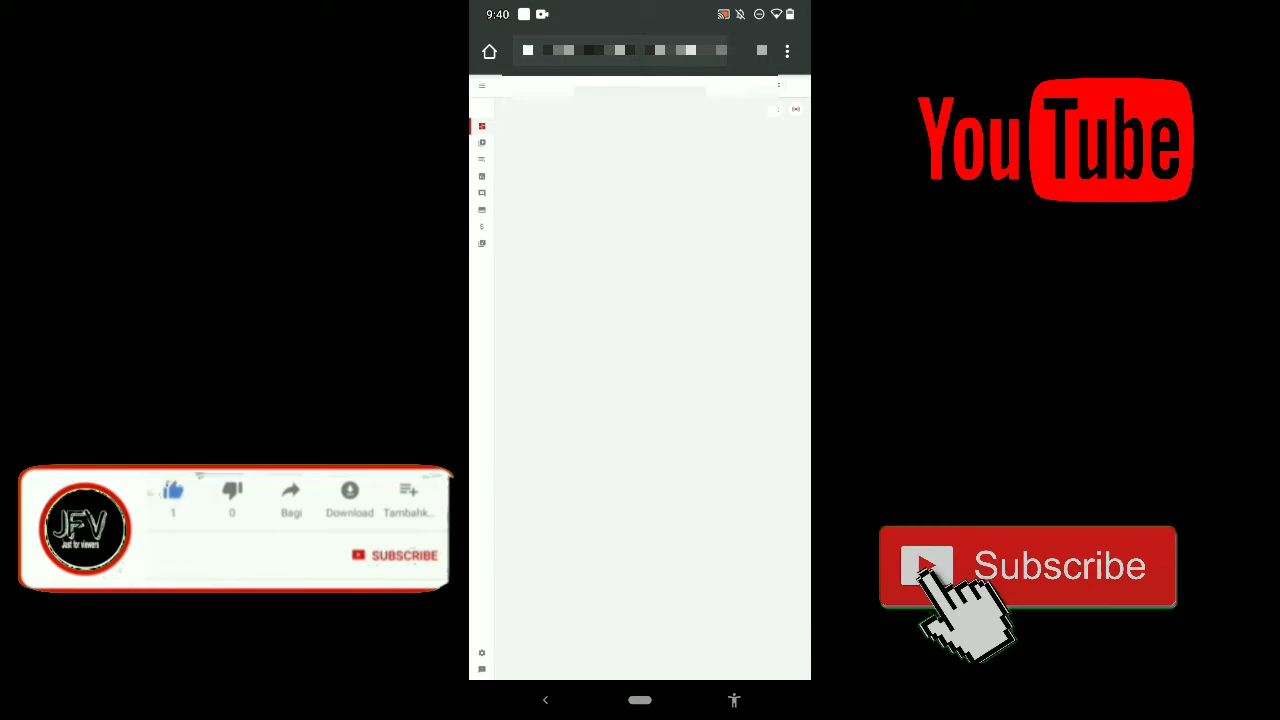 9:40
YouTube
$
JFV
Just for viewers
1
0
Bagi
Download
Tambahk...
SUBSCRIBE
Subscribe